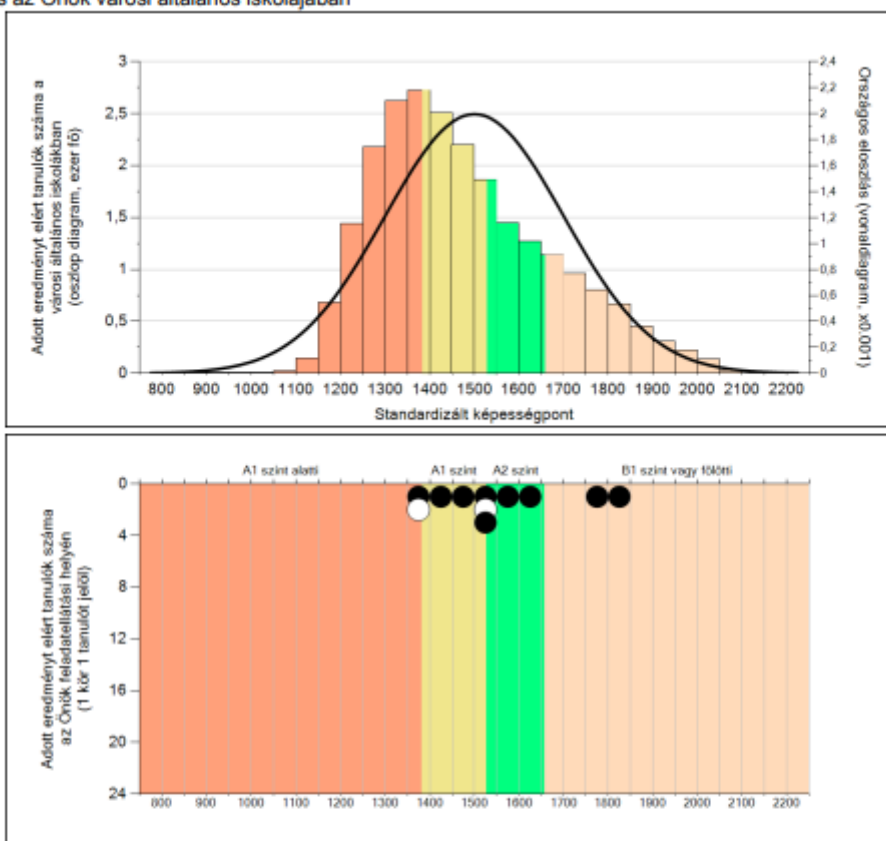 s az Önök városi általános iskolájában
Adott eredményt elért tanulók száma a
városi általános iskolákban
(oszlop diagram, ezer fő)
3
2,5
2
1,5
1
0,5
0
2,4
2,2
2
1,8
1,6
1,4
1,2
1
0,8
0,6
0,4
0,2
0
Országos eloszlás (vonaldiagram, x0.001)
800 900 1000 1100 1200 1300 1400 1500 1600 1700 1800 1900 2000 2100 2200
Standardizált képességpont
A1 szint alatti A1 szint A2 szint B1 szint vagy fölötti
Adott eredményt elért tanulók száma
az Önök feladatellátási helyén
(1 kör 1 tanulót jelöl)
0
4
8
12
16
20
24
800 900 1000 1100 1200 1300 1400 1500 1600 1700 1800 1900 2000 2100 2200